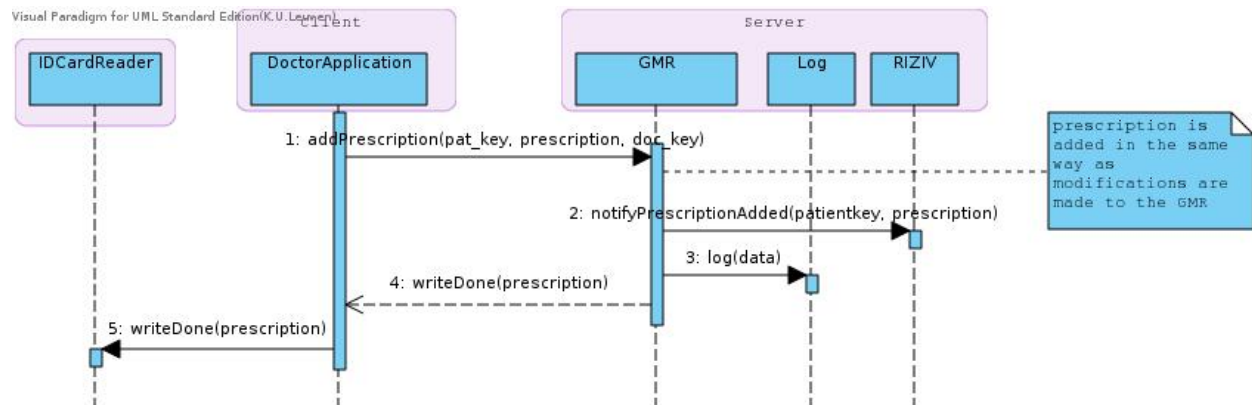 Visual Paradigm for UML Standard Edition(K.U.Leuven)
Client
Server
IDCardReader
DoctorApplication
GMR
Log
RIZIV
1: addPrescription(pat_key, prescription, doc_key)
prescription is
added in the same
way as
modifications are
made to the GMR
2: notifyPrescriptionAdded(patientkey, prescription)
3: log(data)
4: writeDone(prescription)
5: writeDone(prescription)